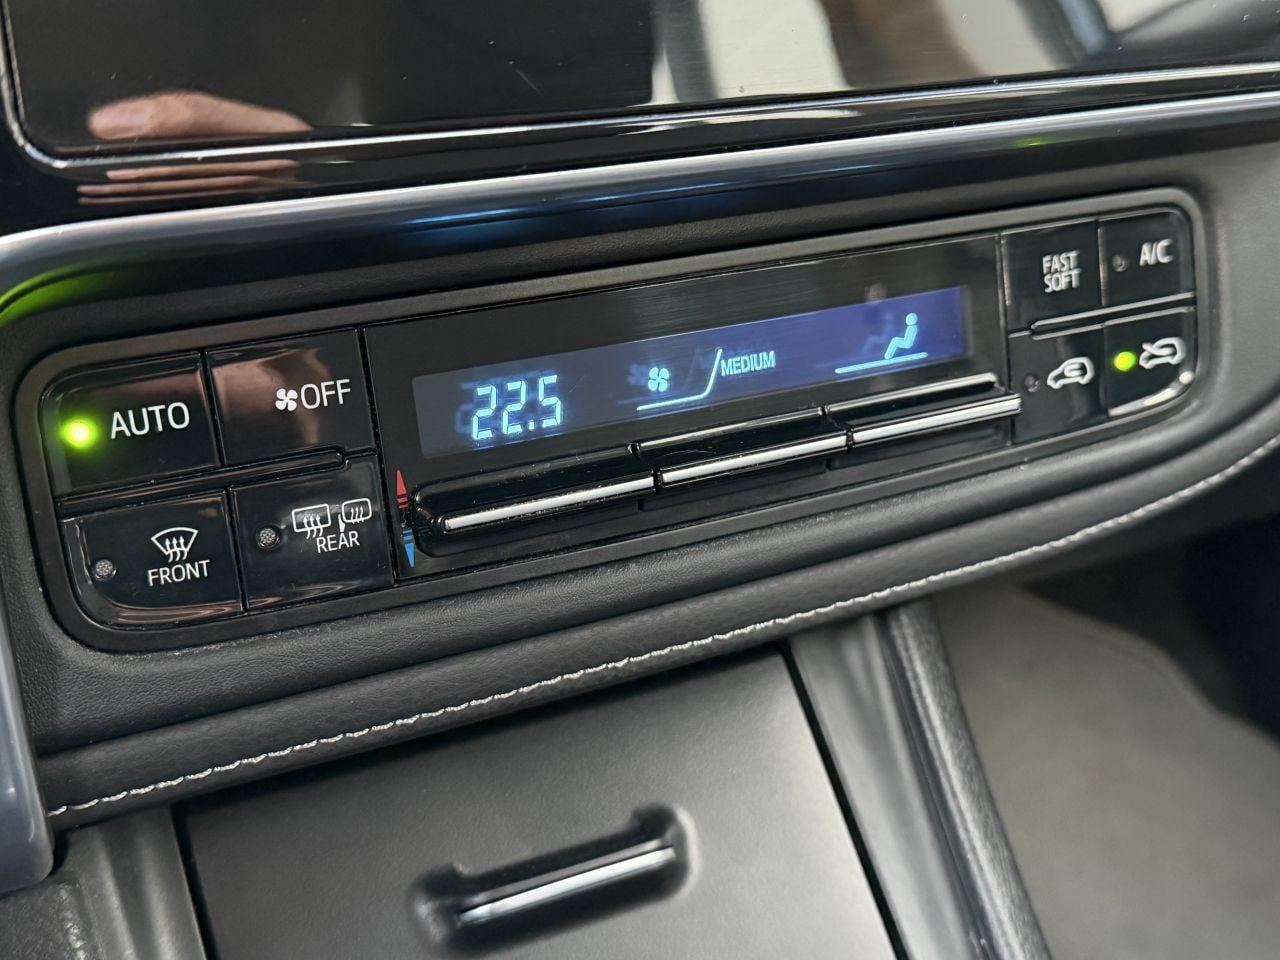 AUTO
OFF
22.5
MEDIUM
FAST
SOFT
A/C
FRONT
REAR